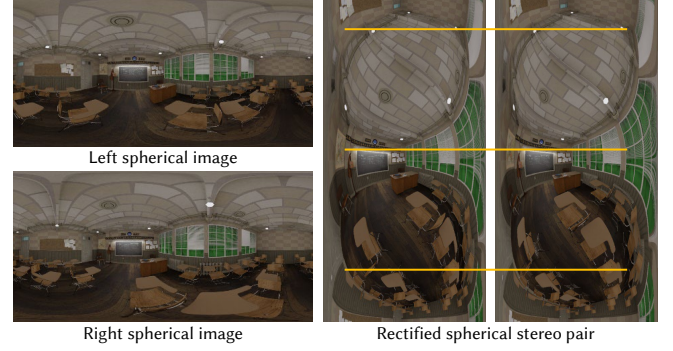 Left spherical image
Right spherical image
Rectified spherical stereo pair